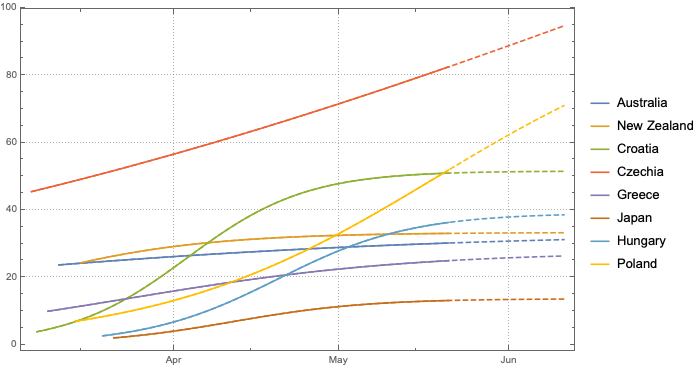 100
80
60
40
20
0
Apr
May
Jun
Australia
New Zealand
Croatia
Czechia
Greece
Japan
Hungary
Poland